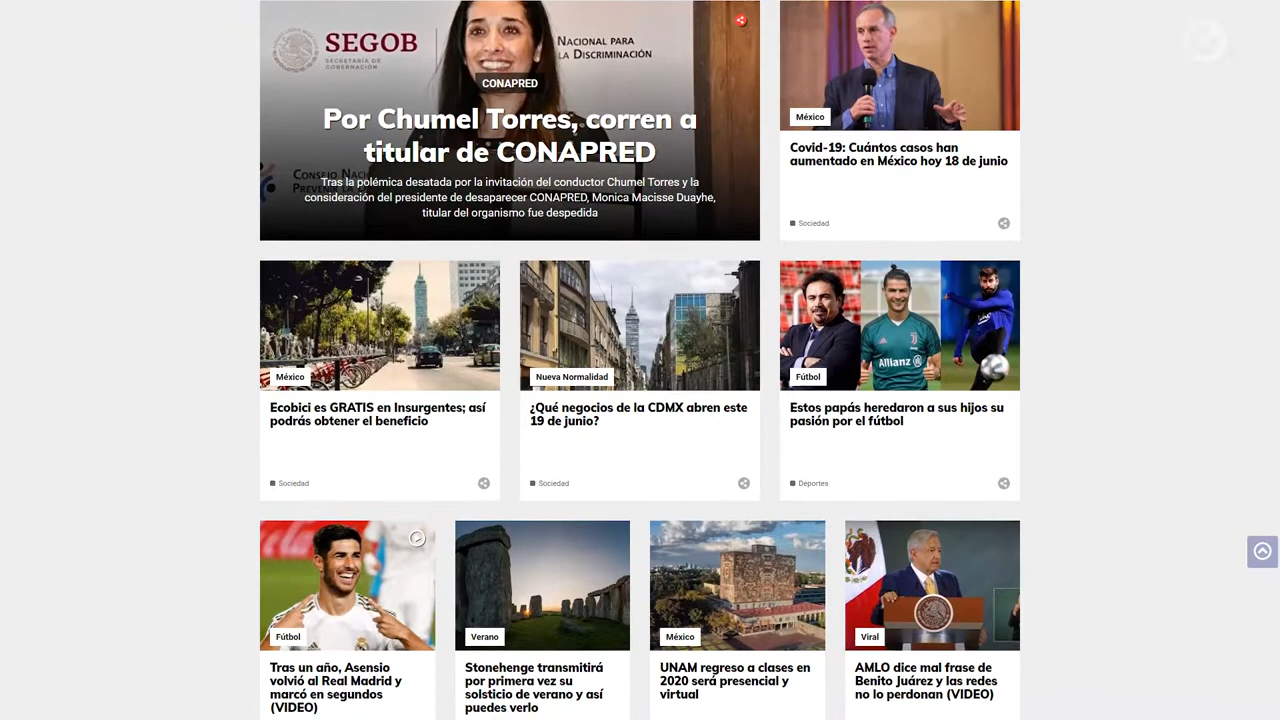 SEGOB
SECRETARÍA DE GOBERNACIÓN
NACIONAL PARA
LA DISCRIMINACIÓN
CONAPRED
Por Chumel Torres, corren a
titular de CONAPRED
Tras la polémica desatada por la invitación del conductor Chumel Torres y la
consideración del presidente de desaparecer CONAPRED, Monica Macisse Duayhe,
titular del organismo fue despedida
México
Covid-19: Cuántos casos han
aumentado en México hoy 18 de junio
Sociedad
México
Ecobici es GRATIS en Insurgentes; así
podrás obtener el beneficio
Sociedad
Nueva Normalidad
¿Qué negocios de la CDMX abren este
19 de junio?
Sociedad
Allianz
Fútbol
Estos papás heredaron a sus hijos su
pasión por el fútbol
Deportes
Fútbol
Tras un año, Asensio
volvió al Real Madrid y
marcó en segundos
(VIDEO)
Verano
Stonehenge transmitirá
por primera vez su
solsticio de verano y así
puedes verlo
México
UNAM regreso a clases en
2020 será presencial y
virtual
Viral
AMLO dice mal frase de
Benito Juárez y las redes
no lo perdonan (VIDEO)